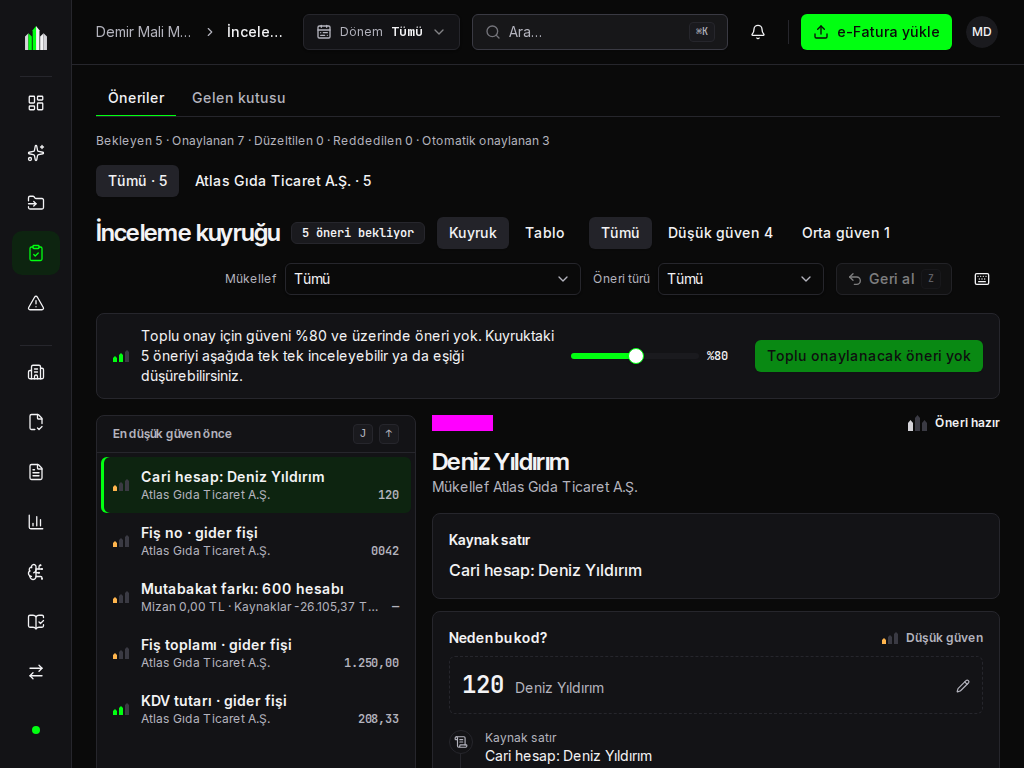 Demir Mali M...
İncele...
Dönem Tümü
Ara...
⌘K
e-Fatura yükle
MD
Öneriler
Gelen kutusu
Bekleyen 5 · Onaylanan 7 · Düzeltilen 0 · Reddedilen 0 · Otomatik onaylanan 3
Tümü · 5
Atlas Gıda Ticaret A.Ş. · 5
İnceleme kuyruğu
5 öneri bekliyor
Kuyruk
Tablo
Tümü
Düşük güven 4
Orta güven 1
Mükellef
Tümü
Öneri türü
Tümü
Geri al Z
Toplu onay için güveni %80 ve üzerinde öneri yok. Kuyruktaki
5 öneriyi aşağıda tek tek inceleyebilir ya da eşiği
düşürebilirsiniz.
%80
Toplu onaylanacak öneri yok
En düşük güven önce
J
↑
Cari hesap: Deniz Yıldırım
Atlas Gıda Ticaret A.Ş.
120
Fiş no · gider fişi
Atlas Gıda Ticaret A.Ş.
0042
Mutabakat farkı: 600 hesabı
Mizan 0,00 TL · Kaynaklar -26.105,37 T...
—
Fiş toplamı · gider fişi
Atlas Gıda Ticaret A.Ş.
1.250,00
KDV tutarı · gider fişi
Atlas Gıda Ticaret A.Ş.
208,33
Öneri hazır
Deniz Yıldırım
Mükellef Atlas Gıda Ticaret A.Ş.
Kaynak satır
Cari hesap: Deniz Yıldırım
Neden bu kod?
Düşük güven
120 Deniz Yıldırım
Kaynak satır
Cari hesap: Deniz Yıldırım